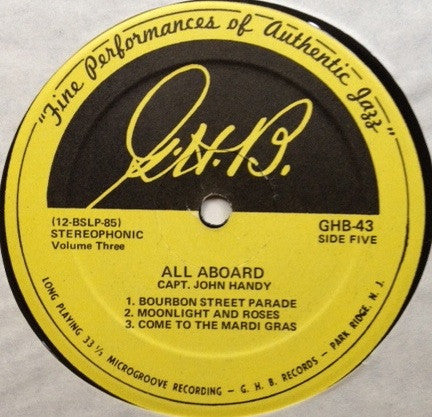 "Fine Performances of Authentic Jazz"
G.H.B.
(12-BSLP-85)
STEREOPHONIC
Volume Three
GHB-43
SIDE FIVE
ALL ABOARD
CAPT. JOHN HANDY
1. BOURBON STREET PARADE
2. MOONLIGHT AND ROSES
3. COME TO THE MARDI GRAS
LONG PLAYING 33 ⅓ MICROGROOVE RECORDING - G. H. B. RECORDS - PARK RIDGE, N. J.